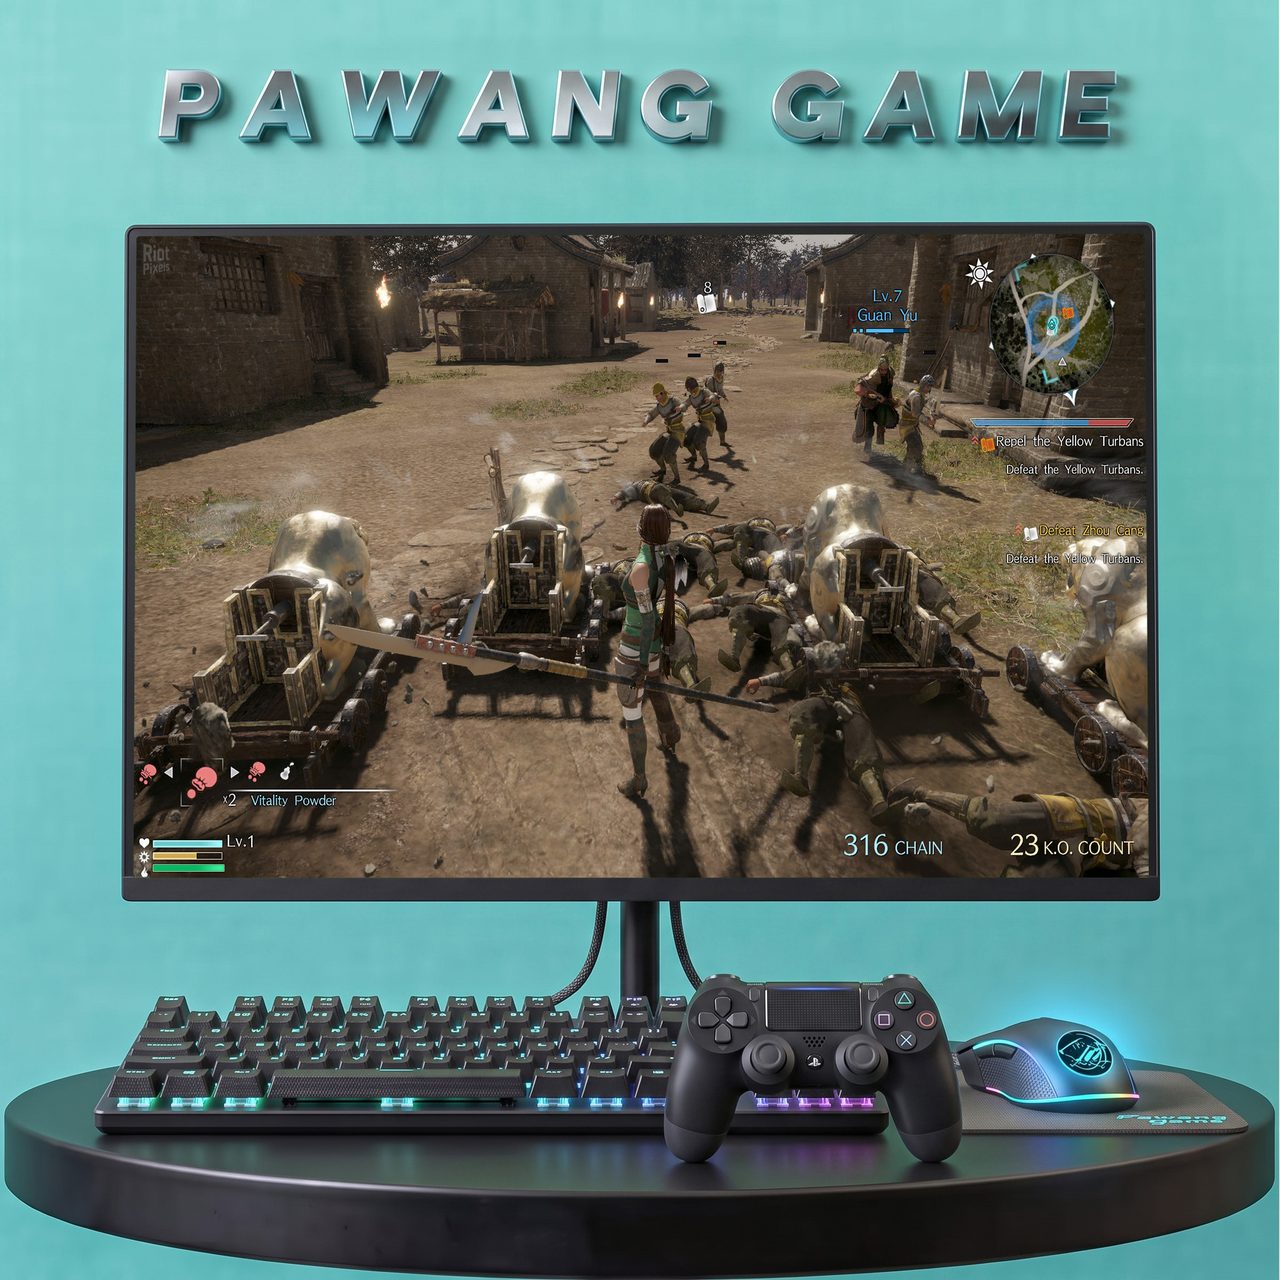 PAWANG GAME
Riot
Pixels
8
Lv.7
Guan Yu
Repel the Yellow Turbans
Defeat the Yellow Turbans.
Defeat Zhou Cang
Defeat the Yellow Turbans.
x2 Vitality Powder
Lv.1
316 CHAIN
23 K.O. COUNT
Pawang
game